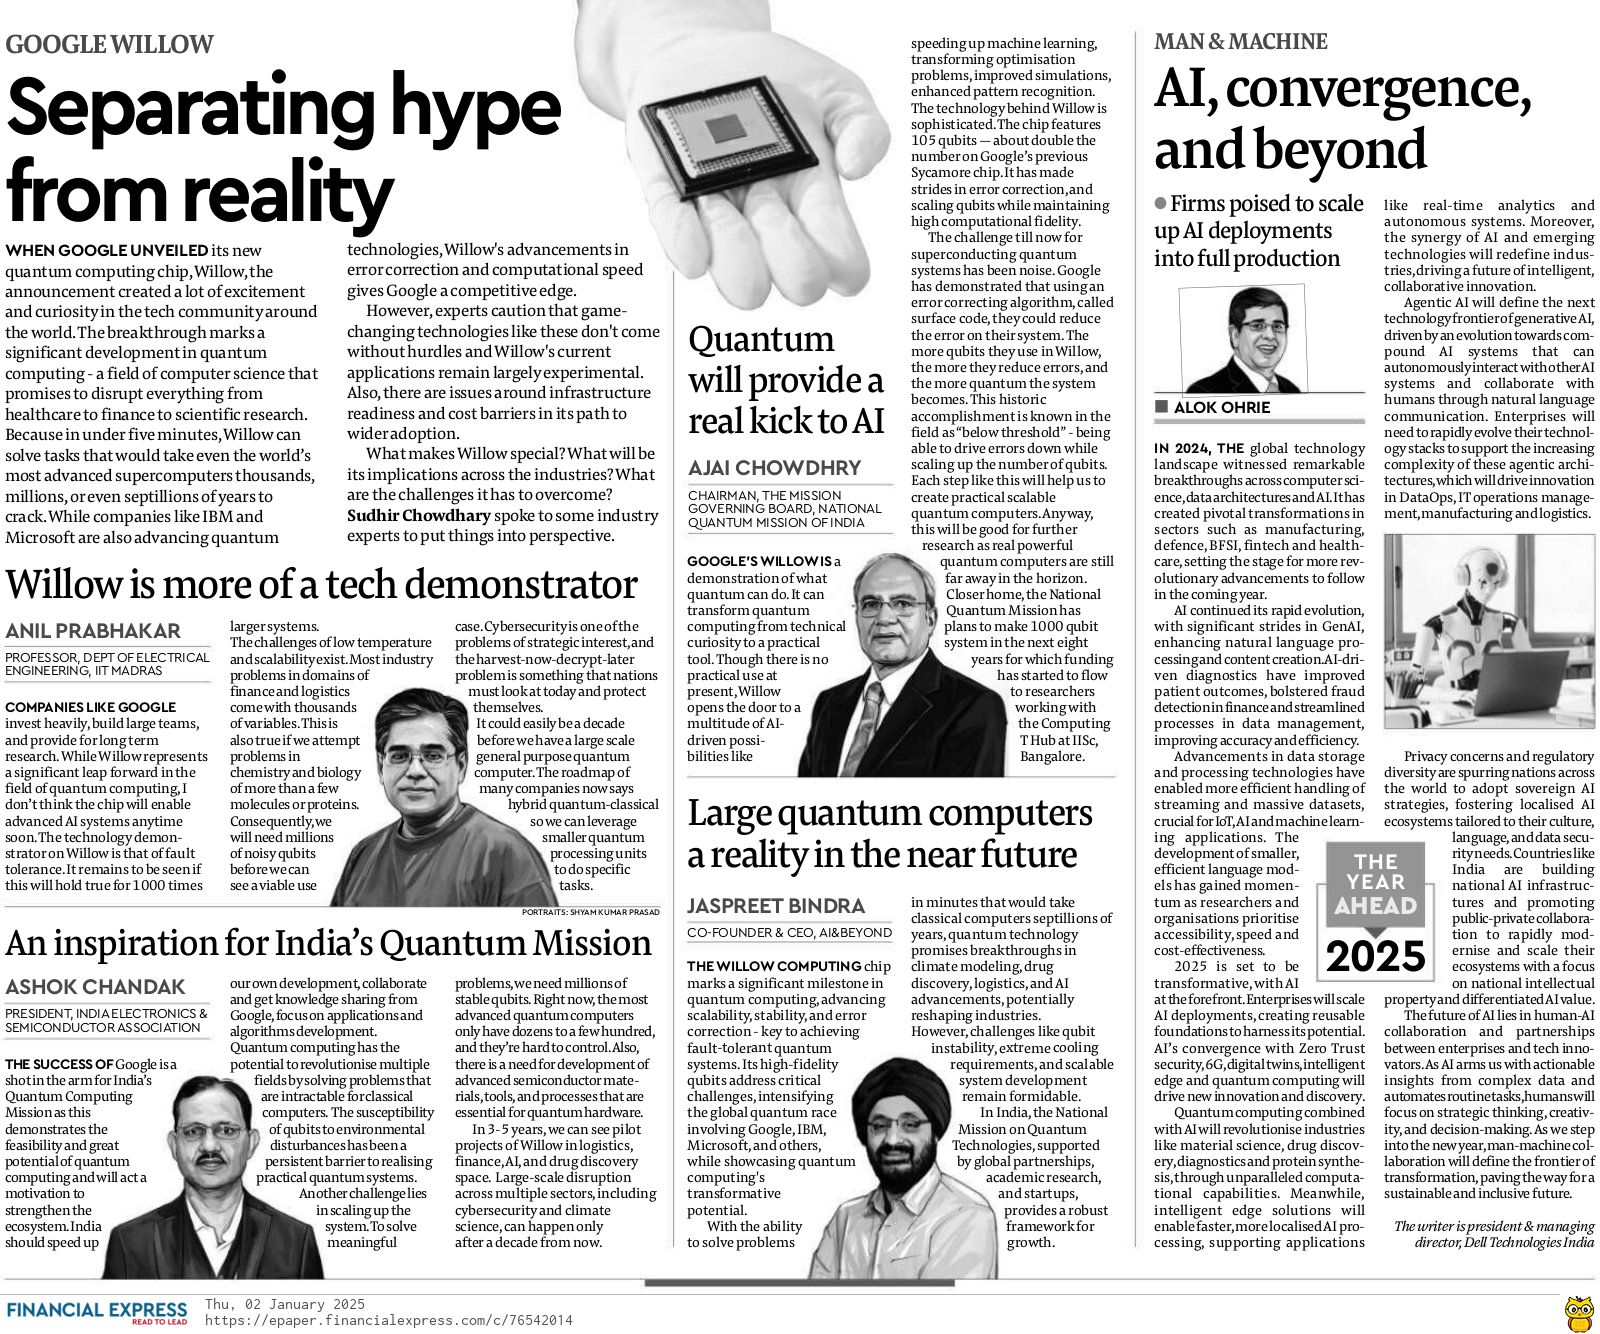 GOOGLE WILLOW
Separating hype
from reality
WHEN GOOGLE UNVEILED its new
quantum computing chip, Willow, the
announcement created a lot of excitement
and curiosity in the tech community around
the world. The breakthrough marks a
significant development in quantum
computing - a field of computer science that
promises to disrupt everything from
healthcare to finance to scientific research.
Because in under five minutes, Willow can
solve tasks that would take even the world's
most advanced supercomputers thousands,
millions, or even septillions of years to
crack. While companies like IBM and
Microsoft are also advancing quantum
technologies, Willow's advancements in
error correction and computational speed
gives Google a competitive edge.
However, experts caution that game-
changing technologies like these don't come
without hurdles and Willow's current
applications remain largely experimental.
Also, there are issues around infrastructure
readiness and cost barriers in its path to
wider adoption.
What makes Willow special? What will be
its implications across the industries? What
are the challenges it has to overcome?
Sudhir Chowdhary spoke to some industry
experts to put things into perspective.
Willow is more of a tech demonstrator
ANIL PRABHAKAR
PROFESSOR, DEPT OF ELECTRICAL
ENGINEERING, IIT MADRAS
COMPANIES LIKE GOOGLE
invest heavily, build large teams,
and provide for long term
research. While Willow represents
a significant leap forward in the
field of quantum computing, I
don't think the chip will enable
advanced AI systems anytime
soon. The technology demon-
strator on Willow is that of fault
tolerance. It remains to be seen if
this will hold true for 1000 times
larger systems.
The challenges of low temperature
and scalability exist. Most industry
problems in domains of
finance and logistics
come with thousands
of variables. This is
also true if we attempt
problems in
chemistry and biology
of more than a few
molecules or proteins.
Consequently, we
will need millions
of noisy qubits
before we can
see a viable use
case. Cybersecurity is one of the
problems of strategic interest, and
the harvest-now-decrypt-later
problem is something that nations
must look at today and protect
themselves.
It could easily be a decade
before we have a large scale
general purpose quantum
computer. The roadmap of
many companies now says
hybrid quantum-classical
so we can leverage
smaller quantum
processing units
to do specific
tasks.
PORTRAITS: SHYAM KUMAR PRASAD
An inspiration for India's Quantum Mission
ASHOK CHANDAK
PRESIDENT, INDIA ELECTRONICS &
SEMICONDUCTOR ASSOCIATION
THE SUCCESS OF Google is a
shot in the arm for India's
Quantum Computing
Mission as this
demonstrates the
feasibility and great
potential of quantum
computing and will act a
motivation to
strengthen the
ecosystem. India
should speed up
our own development, collaborate
and get knowledge sharing from
Google, focus on applications and
algorithms development.
Quantum computing has the
potential to revolutionise multiple
fields by solving problems that
are intractable for classical
computers. The susceptibility
of qubits to environmental
disturbances has been a
persistent barrier to realising
practical quantum systems.
Another challenge lies
in scaling up the
system. To solve
meaningful
problems, we need millions of
stable qubits. Right now, the most
advanced quantum computers
only have dozens to a few hundred,
and they're hard to control. Also,
there is a need for development of
advanced semiconductor mate-
rials, tools, and processes that are
essential for quantum hardware.
In 3-5 years, we can see pilot
projects of Willow in logistics,
finance, AI, and drug discovery
space. Large-scale disruption
across multiple sectors, including
cybersecurity and climate
science, can happen only
after a decade from now.
Quantum
will provide a
real kick to AI
AJAI CHOWDHRY
CHAIRMAN, THE MISSION
GOVERNING BOARD, NATIONAL
QUANTUM MISSION OF INDIA
GOOGLE'S WILLOW IS a
demonstration of what
quantum can do. It can
transform quantum
computing from technical
curiosity to a practical
tool. Though there is no
practical use at
present, Willow
opens the door to a
multitude of AI-
driven possi-
bilities like
speeding up machine learning,
transforming optimisation
problems, improved simulations,
enhanced pattern recognition.
The technology behind Willow is
sophisticated. The chip features
105 qubits — about double the
number on Google's previous
Sycamore chip. It has made
strides in error correction, and
scaling qubits while maintaining
high computational fidelity.
The challenge till now for
superconducting quantum
systems has been noise. Google
has demonstrated that using an
error correcting algorithm, called
surface code, they could reduce
the error on their system. The
more qubits they use in Willow,
the more they reduce errors, and
the more quantum the system
becomes. This historic
accomplishment is known in the
field as "below threshold" - being
able to drive errors down while
scaling up the number of qubits.
Each step like this will help us to
create practical scalable
quantum computers. Anyway,
this will be good for further
research as real powerful
quantum computers are still
far away in the horizon.
Closer home, the National
Quantum Mission has
plans to make 1000 qubit
system in the next eight
years for which funding
has started to flow
to researchers
working with
the Computing
T Hub at IISc,
Bangalore.
Large quantum computers
a reality in the near future
JASPREET BINDRA
CO-FOUNDER & CEO, AI&BEYOND
THE WILLOW COMPUTING chip
marks a significant milestone in
quantum computing, advancing
scalability, stability, and error
correction - key to achieving
fault-tolerant quantum
systems. Its high-fidelity
qubits address critical
challenges, intensifying
the global quantum race
involving Google, IBM,
Microsoft, and others,
while showcasing quantum
computing's
transformative
potential.
With the ability
to solve problems
in minutes that would take
classical computers septillions of
years, quantum technology
promises breakthroughs in
climate modeling, drug
discovery, logistics, and AI
advancements, potentially
reshaping industries.
However, challenges like qubit
instability, extreme cooling
requirements, and scalable
system development
remain formidable.
In India, the National
Mission on Quantum
Technologies, supported
by global partnerships,
academic research,
and startups,
provides a robust
framework for
growth.
MAN & MACHINE
AI, convergence,
and beyond
Firms poised to scale
up AI deployments
into full production
ALOK OHRIE
IN 2024, THE global technology
landscape witnessed remarkable
breakthroughs across computer sci-
ence, data architectures and AI. It has
created pivotal transformations in
sectors such as manufacturing,
defence, BFSI, fintech and health-
care, setting the stage for more rev-
olutionary advancements to follow
in the coming year.
AI continued its rapid evolution,
with significant strides in GenAI,
enhancing natural language pro-
cessing and content creation. AI-dri-
ven diagnostics have improved
patient outcomes, bolstered fraud
detection in finance and streamlined
processes in data management,
improving accuracy and efficiency.
Advancements in data storage
and processing technologies have
enabled more efficient handling of
streaming and massive datasets,
crucial for IoT, AI and machine learn-
ing applications. The
development of smaller,
efficient language mod-
els has gained momen-
tum as researchers and
organisations prioritise
accessibility, speed and
cost-effectiveness.
2025 is set to be
transformative, with AI
at the forefront. Enterprises will scale
AI deployments, creating reusable
foundations to harness its potential.
AI's convergence with Zero Trust
security, 6G, digital twins, intelligent
edge and quantum computing will
drive new innovation and discovery.
Quantum computing combined
with AI will revolutionise industries
like material science, drug discov-
ery, diagnostics and protein synthe-
sis, through unparalleled computa-
tional capabilities. Meanwhile,
intelligent edge solutions will
enable faster, more localised AI pro-
cessing, supporting applications
like real-time analytics and
autonomous systems. Moreover,
the synergy of AI and emerging
technologies will redefine indus-
tries, driving a future of intelligent,
collaborative innovation.
Agentic AI will define the next
technology frontier of generative AI,
driven by an evolution towards com-
pound AI systems that can
autonomously interact with other AI
systems and collaborate with
humans through natural language
communication. Enterprises will
need to rapidly evolve their technol-
ogy stacks to support the increasing
complexity of these agentic archi-
tectures, which will drive innovation
in DataOps, IT operations manage-
ment, manufacturing and logistics.
Privacy concerns and regulatory
diversity are spurring nations across
the world to adopt sovereign AI
strategies, fostering localised AI
ecosystems tailored to their culture,
language, and data secu-
rity needs. Countries like
India are building
national AI infrastruc-
tures and promoting
public-private collabora-
tion to rapidly mod-
ernise and scale their
ecosystems with a focus
on national intellectual
property and differentiated AI value.
The future of AI lies in human-AI
collaboration and partnerships
between enterprises and tech inno-
vators. As AI arms us with actionable
insights from complex data and
automates routine tasks, humans will
focus on strategic thinking, creativ-
ity, and decision-making. As we step
into the new year, man-machine col-
laboration will define the frontier of
transformation, paving the way for a
sustainable and inclusive future.
The writer is president & managing
director, Dell Technologies India
THE
YEAR
AHEAD
2025
FINANCIAL EXPRESS
READ TO LEAD
Thu, 02 January 2025
https://epaper.financialexpress.com/c/76542014